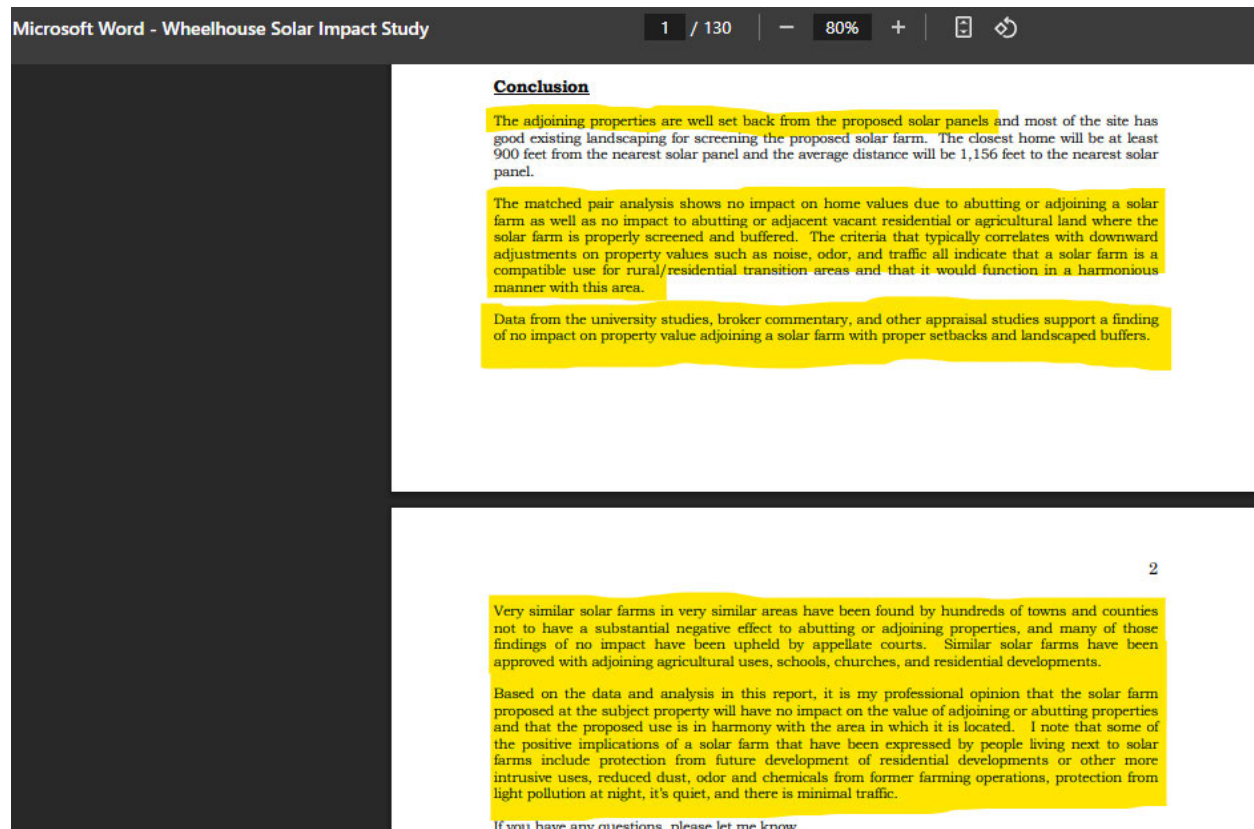 Microsoft Word - Wheelhouse Solar Impact Study
1 / 130 80%
Conclusion
The adjoining properties are well set back from the proposed solar panels and most of the site has
good existing landscaping for screening the proposed solar farm. The closest home will be at least
900 feet from the nearest solar panel and the average distance will be 1,156 feet to the nearest solar
panel.
The matched pair analysis shows no impact on home values due to abutting or adjoining a solar
farm as well as no impact to abutting or adjacent vacant residential or agricultural land where the
solar farm is properly screened and buffered. The criteria that typically correlates with downward
adjustments on property values such as noise, odor, and traffic all indicate that a solar farm is a
compatible use for rural/residential transition areas and that it would function in a harmonious
manner with this area.
Data from the university studies, broker commentary, and other appraisal studies support a finding
of no impact on property value adjoining a solar farm with proper setbacks and landscaped buffers.
2
Very similar solar farms in very similar areas have been found by hundreds of towns and counties
not to have a substantial negative effect to abutting or adjoining properties, and many of those
findings of no impact have been upheld by appellate courts. Similar solar farms have been
approved with adjoining agricultural uses, schools, churches, and residential developments.
Based on the data and analysis in this report, it is my professional opinion that the solar farm
proposed at the subject property will have no impact on the value of adjoining or abutting properties
and that the proposed use is in harmony with the area in which it is located. I note that some of
the positive implications of a solar farm that have been expressed by people living next to solar
farms include protection from future development of residential developments or other more
intrusive uses, reduced dust, odor and chemicals from former farming operations, protection from
light pollution at night, it's quiet, and there is minimal traffic.
If you have any questions, please let me know